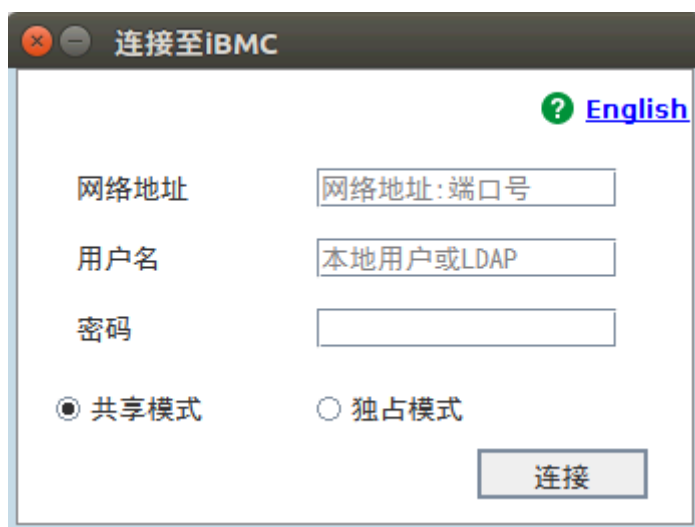 连接至iBMC
? English
网络地址 网络地址:端口号
用户名 本地用户或LDAP
密码
共享模式 独占模式
连接